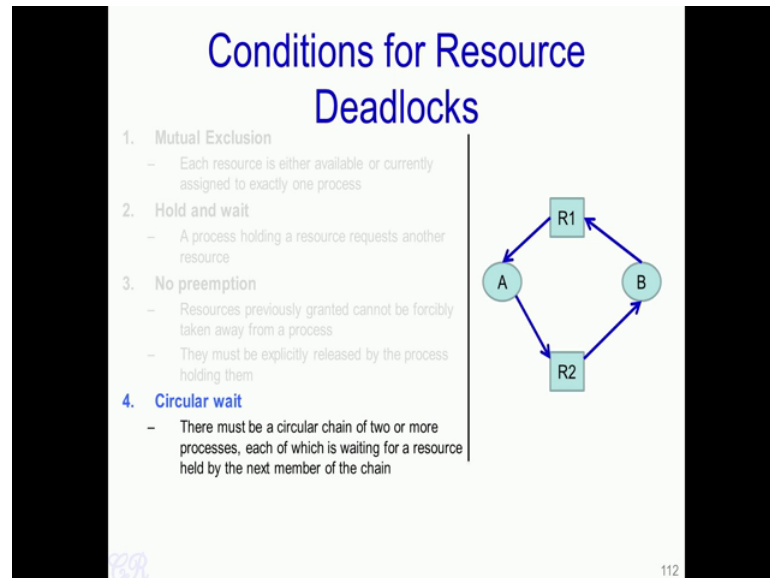 Conditions for Resource
Deadlocks
1. Mutual Exclusion
– Each resource is either available or currently
assigned to exactly one process
2. Hold and wait
– A process holding a resource requests another
resource
3. No preemption
– Resources previously granted cannot be forcibly
taken away from a process
– They must be explicitly released by the process
holding them
4. Circular wait
– There must be a circular chain of two or more
processes, each of which is waiting for a resource
held by the next member of the chain
R1
A
B
R2
112